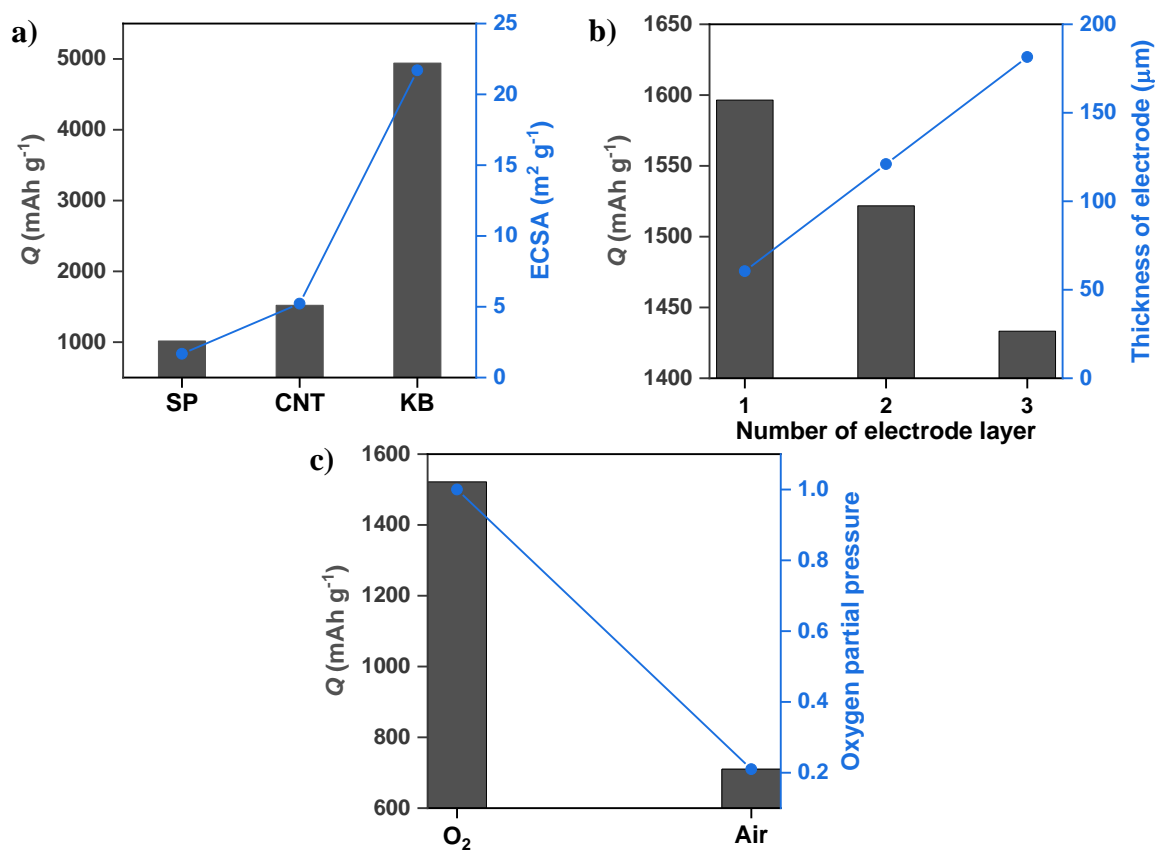 a)
Q (mAh g⁻¹)
5000
4000
3000
2000
1000
25
20
15
10
5
0
ECSA (m² g⁻¹)
SP CNT KB
b)
Q (mAh g⁻¹)
1650
1600
1550
1500
1450
1400
200
150
100
50
0
Thickness of electrode (μm)
1 2 3
Number of electrode layer
c)
Q (mAh g⁻¹)
1600
1400
1200
1000
800
600
1.0
0.8
0.6
0.4
0.2
Oxygen partial pressure
O₂ Air